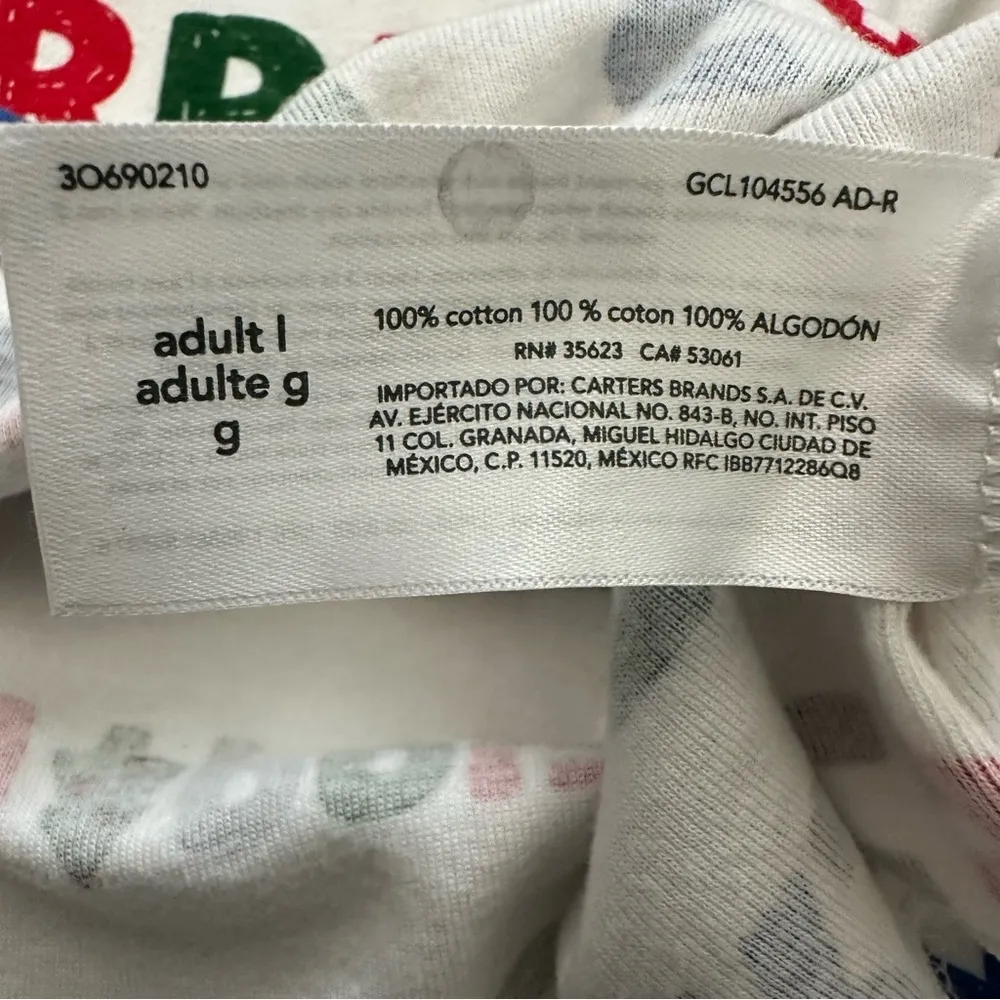 RD
3O690210
GCL104556 AD-R
adult l
adulte g
g
100% cotton 100 % coton 100% ALGODÓN
RN# 35623 CA# 53061
IMPORTADO POR: CARTERS BRANDS S.A. DE C.V.
AV. EJÉRCITO NACIONAL NO. 843-B, NO. INT. PISO
11 COL. GRANADA, MIGUEL HIDALGO CIUDAD DE
MÉXICO, C.P. 11520, MÉXICO RFC IBB7712286Q8